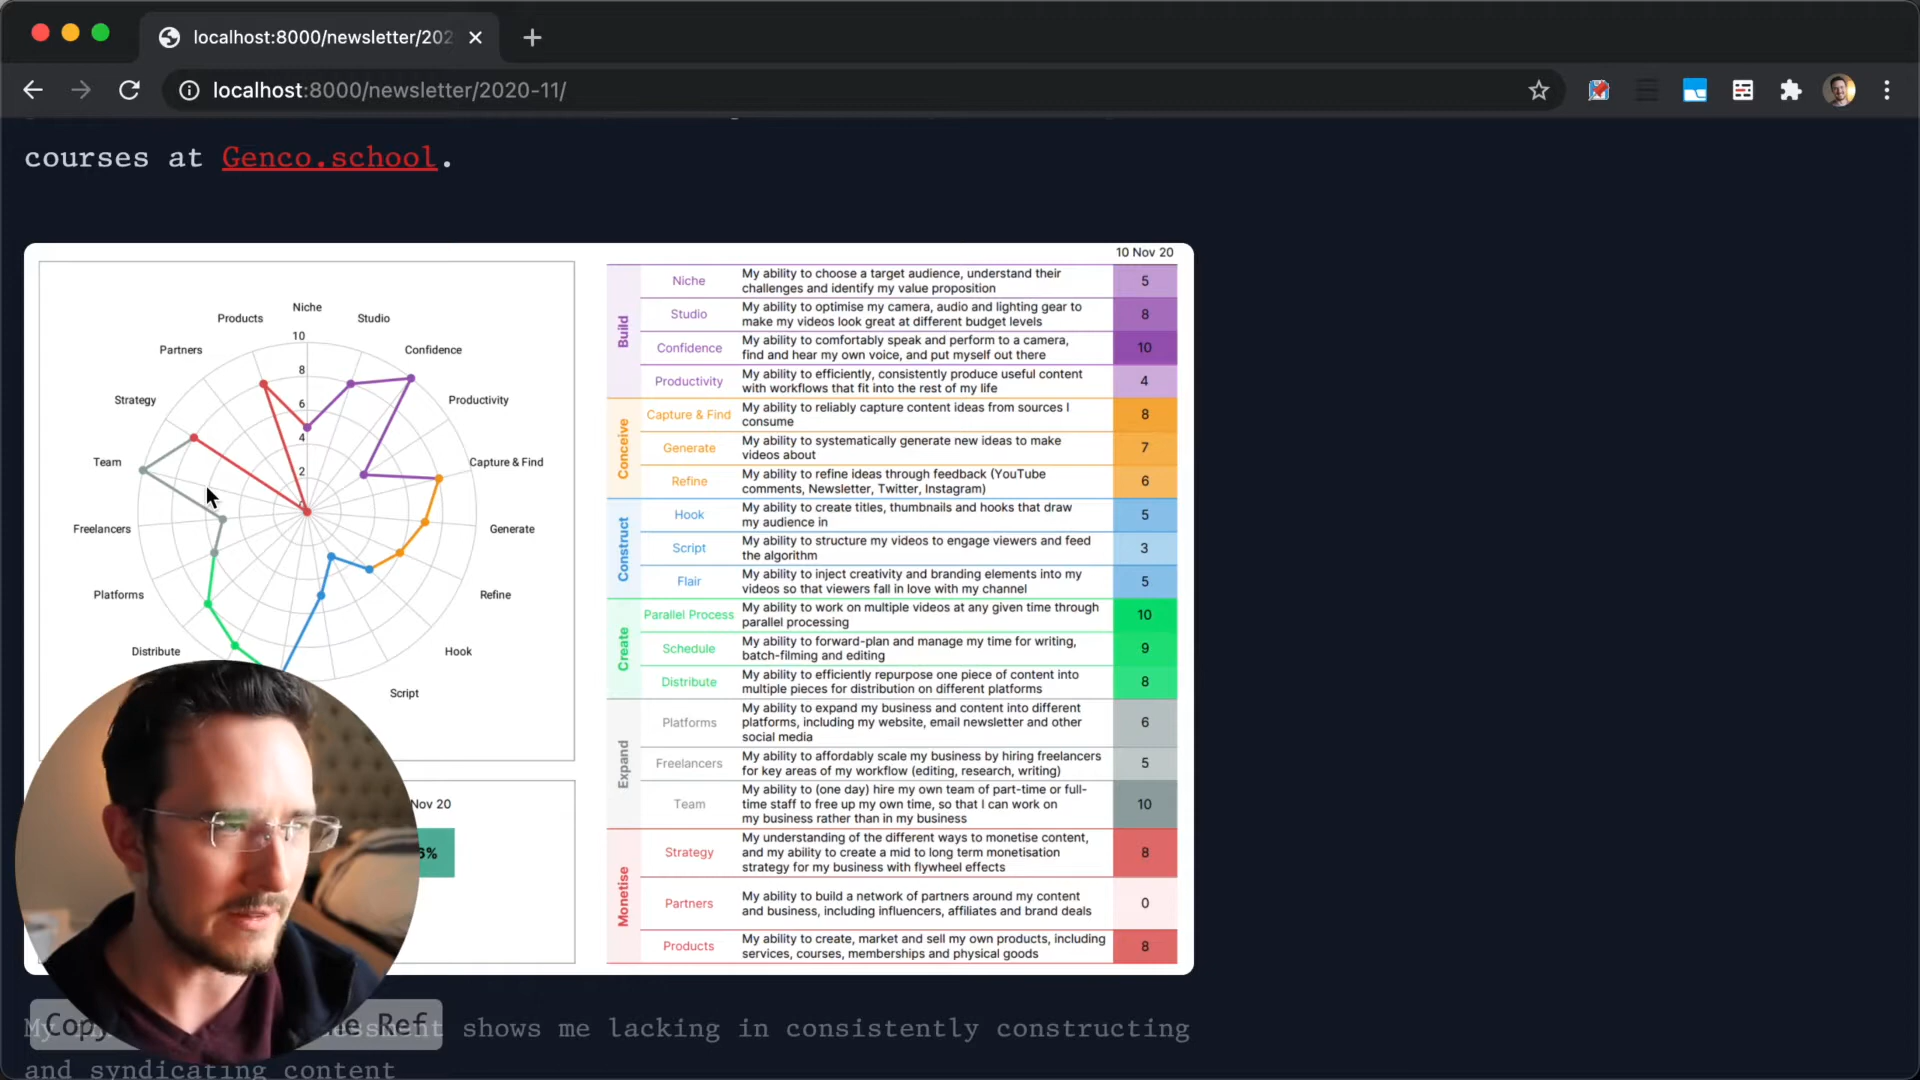 localhost:8000/newsletter/202
localhost:8000/newsletter/2020-11/
courses at Genco.school.
Niche
Studio
Confidence
Productivity
Capture & Find
Generate
Refine
Hook
Script
Distribute
Platforms
Freelancers
Team
Strategy
Partners
Products
10
8
6
4
2
10 Nov 20
Build
Niche My ability to choose a target audience, understand their
challenges and identify my value proposition 5
Studio My ability to optimise my camera, audio and lighting gear to
make my videos look great at different budget levels 8
Confidence My ability to comfortably speak and perform to a camera,
find and hear my own voice, and put myself out there 10
Productivity My ability to efficiently, consistently produce useful content
with workflows that fit into the rest of my life 4
Conceive
Capture & Find My ability to reliably capture content ideas from sources I
consume 8
Generate My ability to systematically generate new ideas to make
videos about 7
Refine My ability to refine ideas through feedback (YouTube
comments, Newsletter, Twitter, Instagram) 6
Construct
Hook My ability to create titles, thumbnails and hooks that draw
my audience in 5
Script My ability to structure my videos to engage viewers and feed
the algorithm 3
Flair My ability to inject creativity and branding elements into my
videos so that viewers fall in love with my channel 5
Create
Parallel Process My ability to work on multiple videos at any given time through
parallel processing 10
Schedule My ability to forward-plan and manage my time for writing,
batch-filming and editing 9
Distribute My ability to efficiently repurpose one piece of content into
multiple pieces for distribution on different platforms 8
Expand
Platforms My ability to expand my business and content into different
platforms, including my website, email newsletter and other
social media 6
Freelancers My ability to affordably scale my business by hiring freelancers
for key areas of my workflow (editing, research, writing) 5
Team My ability to (one day) hire my own team of part-time or full-
time staff to free up my own time, so that I can work on
my business rather than in my business 10
Monetise
Strategy My understanding of the different ways to monetise content,
and my ability to create a mid to long term monetisation
strategy for my business with flywheel effects 8
Partners My ability to build a network of partners around my content
and business, including influencers, affiliates and brand deals 0
Products My ability to create, market and sell my own products, including
services, courses, memberships and physical goods 8
Nov 20
%
My shows me lacking in consistently constructing
and syndicating content
Ref